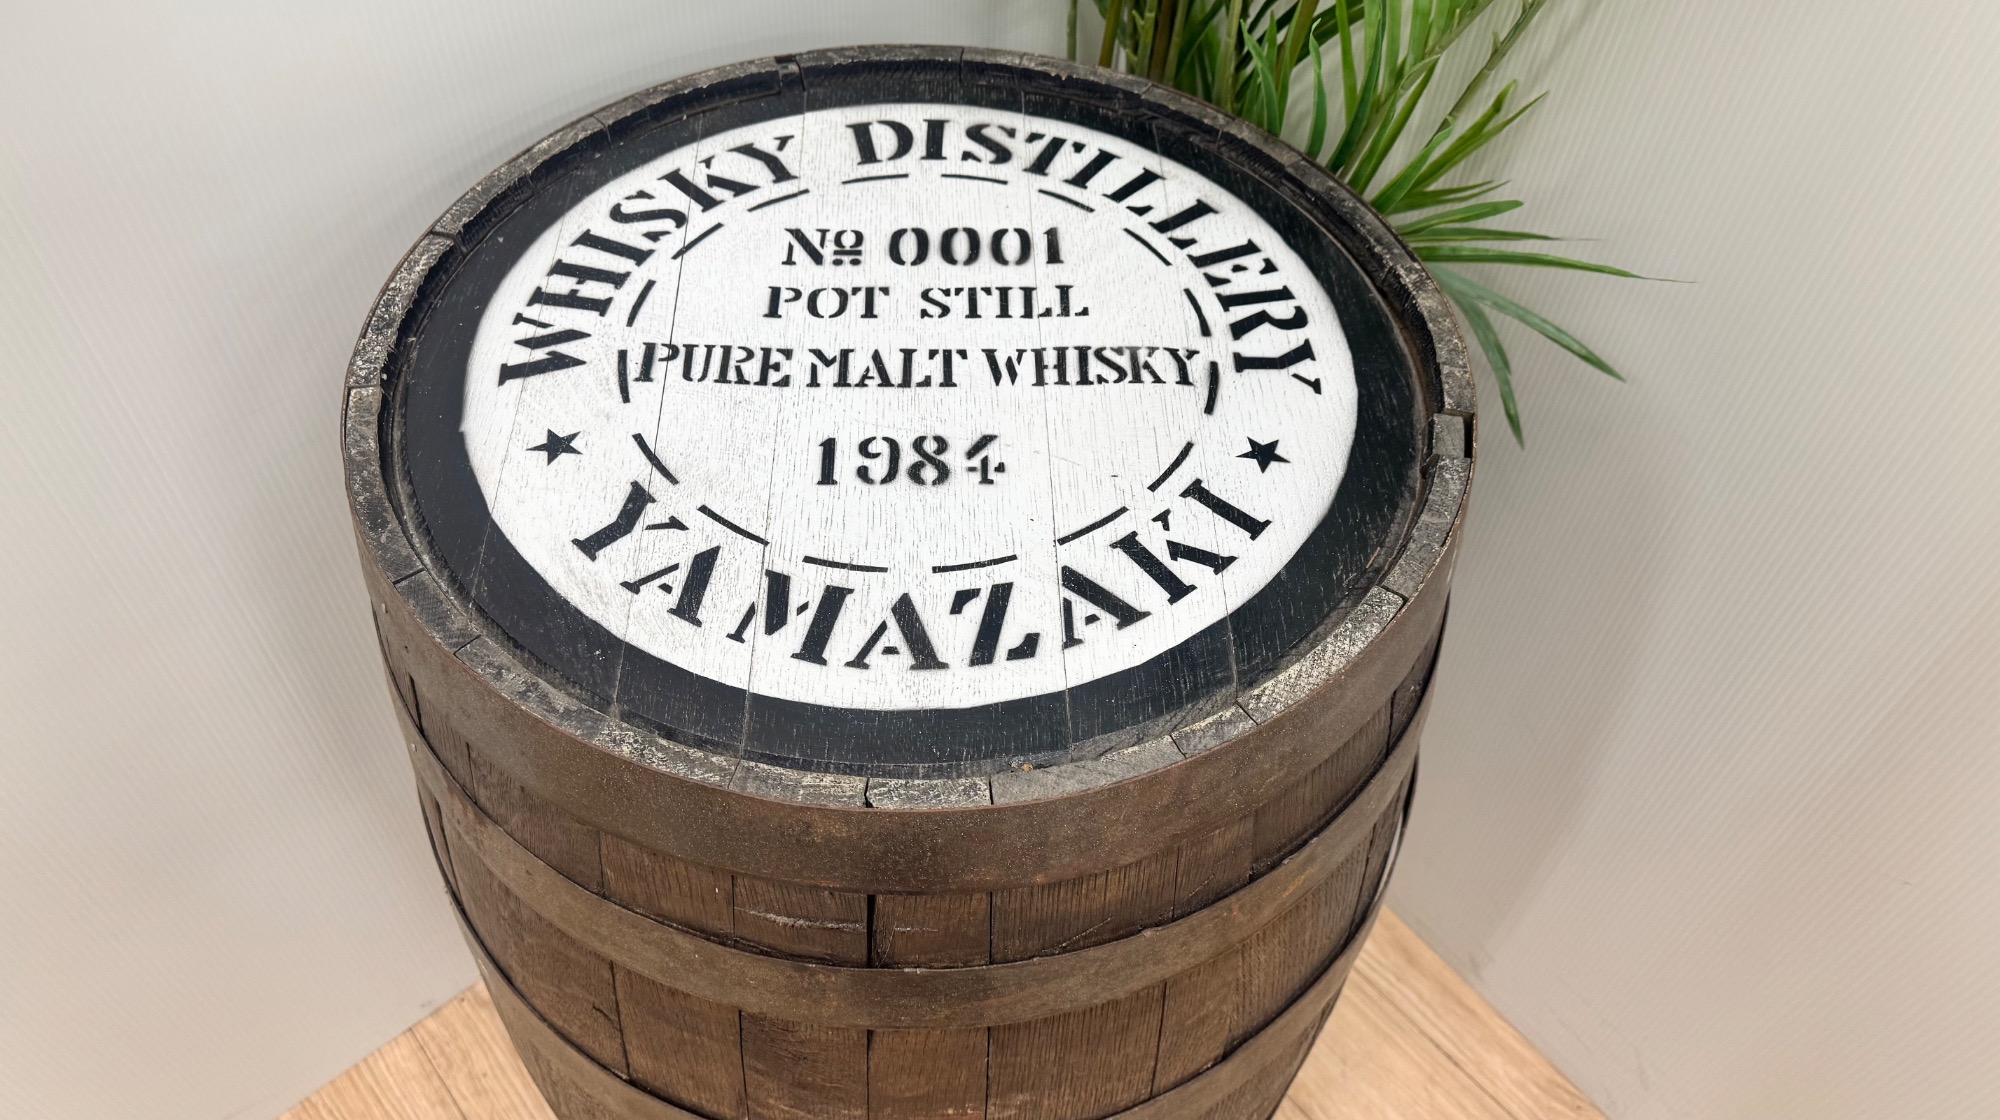 WHISKY DISTILLERY
Nº 0001
POT STILL
PURE MALT WHISKY
1984
★ YAMAZAKI ★